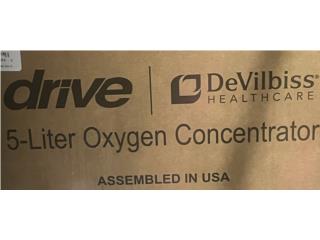 drive | DeVilbiss®
HEALTHCARE
5-Liter Oxygen Concentrator
ASSEMBLED IN USA